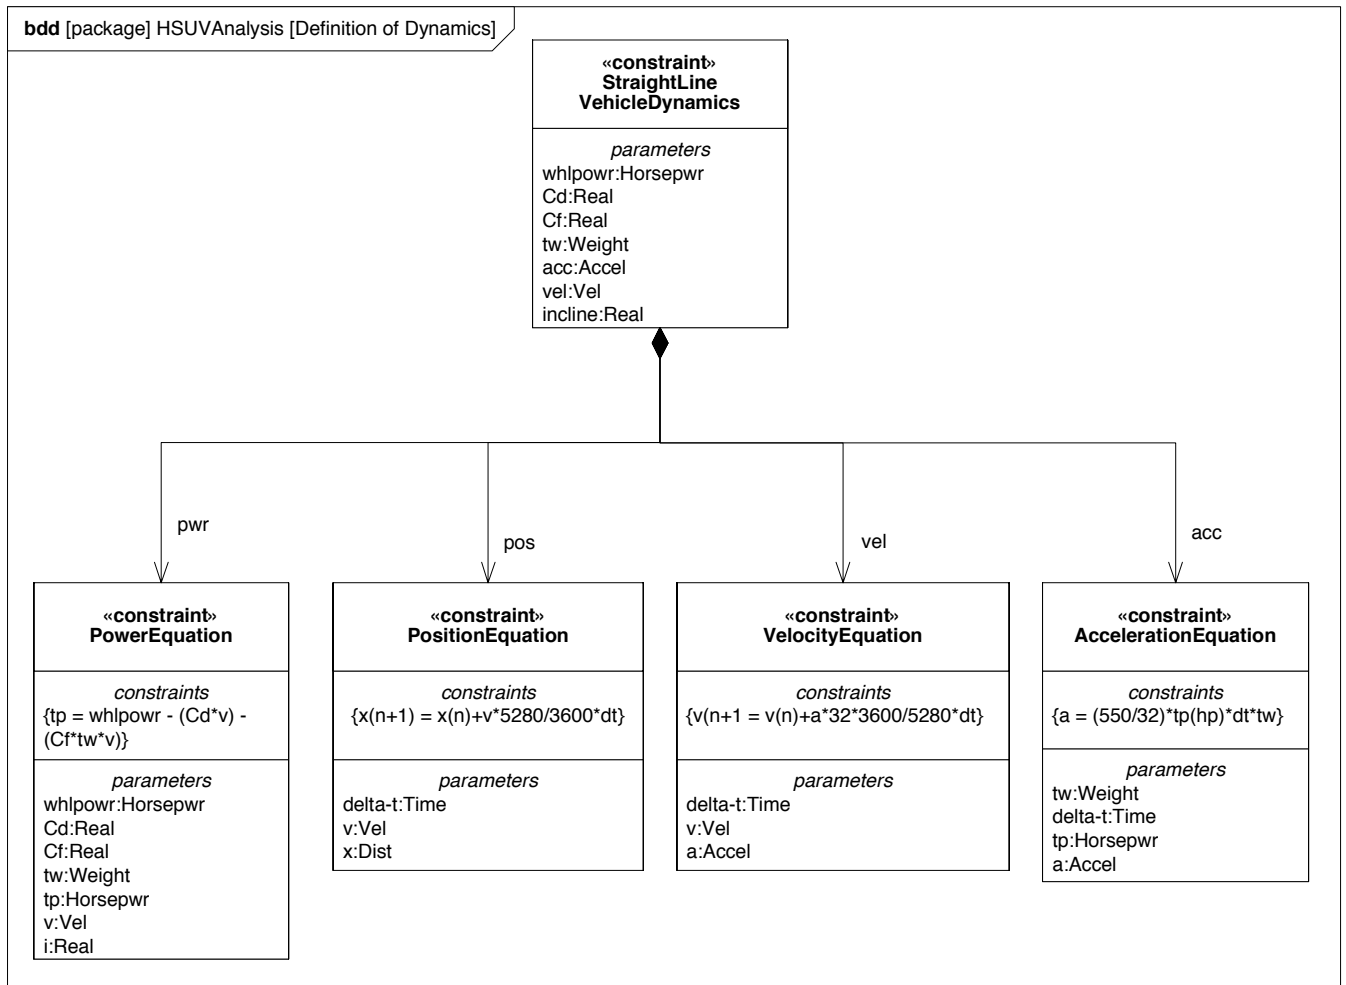 bdd [package] HSUVAnalysis [Definition of Dynamics]
«constraint»
StraightLine
VehicleDynamics
parameters
whlpowr:Horsepwr
Cd:Real
Cf:Real
tw:Weight
acc:Accel
vel:Vel
incline:Real
pwr
pos
vel
acc
«constraint»
PowerEquation
constraints
{tp = whlpowr - (Cd*v) -
(Cf*tw*v)}
parameters
whlpowr:Horsepwr
Cd:Real
Cf:Real
tw:Weight
tp:Horsepwr
v:Vel
i:Real
«constraint»
PositionEquation
constraints
{x(n+1) = x(n)+v*5280/3600*dt}
parameters
delta-t:Time
v:Vel
x:Dist
«constraint»
VelocityEquation
constraints
{v(n+1 = v(n)+a*32*3600/5280*dt}
parameters
delta-t:Time
v:Vel
a:Accel
«constraint»
AccelerationEquation
constraints
{a = (550/32)*tp(hp)*dt*tw}
parameters
tw:Weight
delta-t:Time
tp:Horsepwr
a:Accel